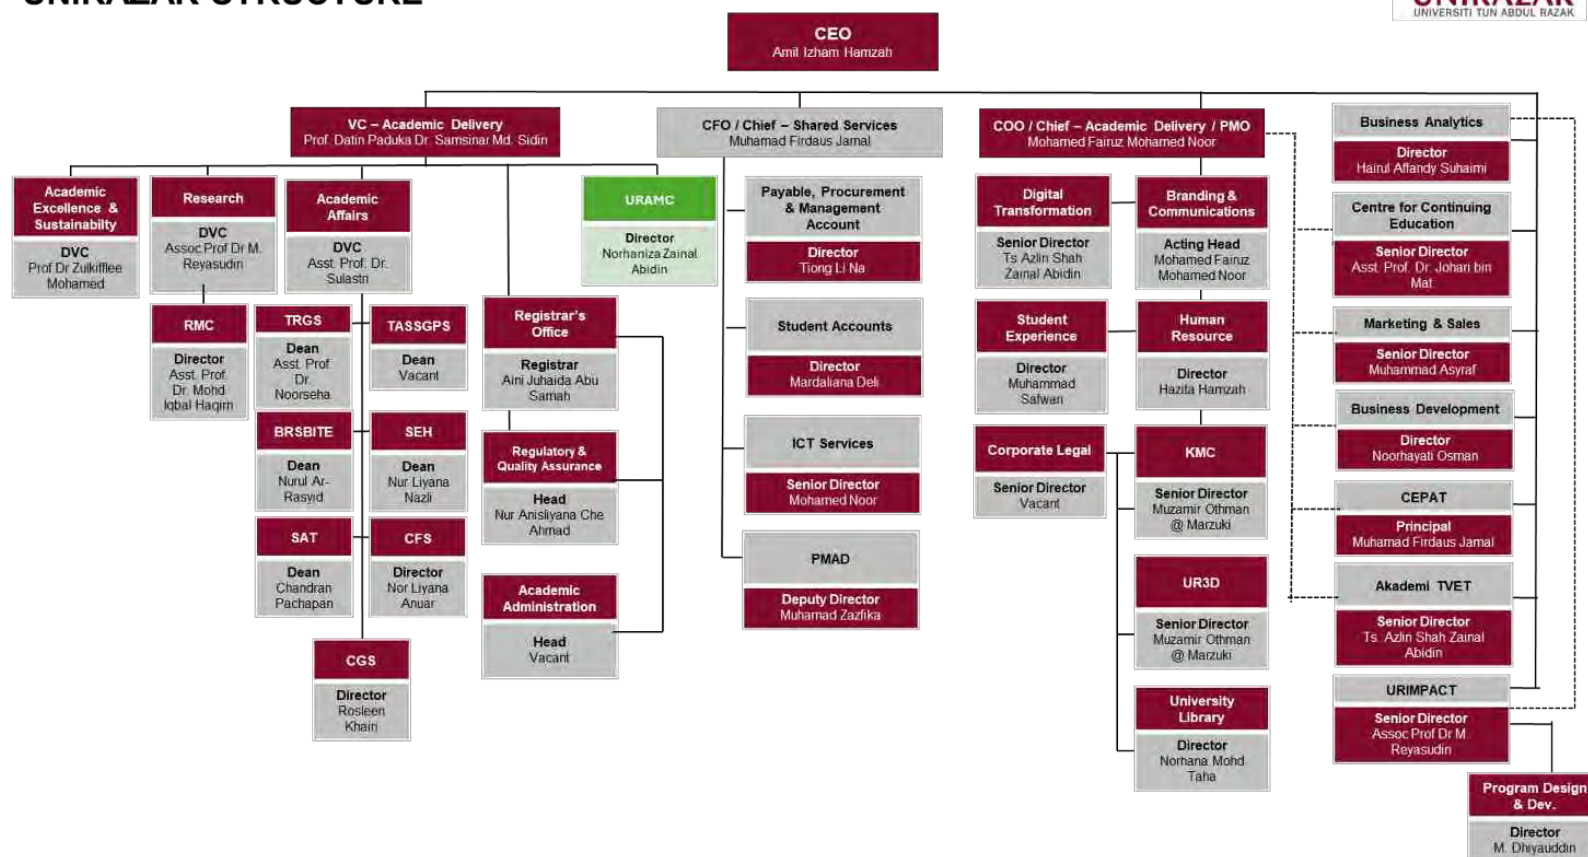 UNIRAZAK STRUCTURE
UNIRAZAK
UNIVERSITI TUN ABDUL RAZAK
CEO
Amil Izham Hamzah
VC – Academic Delivery
Prof. Datin Paduka Dr. Samsinar Md. Sidin
CFO / Chief – Shared Services
Muhamad Firdaus Jamal
COO / Chief – Academic Delivery / PMO
Mohamed Fairuz Mohamed Noor
Academic
Excellence &
Sustainabilty
DVC
Prof Dr Zulkifflee
Mohamed
Research
DVC
Assoc Prof Dr M.
Reyasudin
RMC
Director
Asst. Prof.
Dr. Mohd
Iqbal Haqim
Academic
Affairs
DVC
Asst. Prof. Dr.
Sulastri
TRGS
Dean
Asst. Prof
Dr.
Noorseha
TASSGPS
Dean
Vacant
BRSBITE
Dean
Nurul Ar-
Rasyid
SEH
Dean
Nur Liyana
Nazli
SAT
Dean
Chandran
Pachapan
CFS
Director
Nor Liyana
Anuar
CGS
Director
Rosleen
Khairi
Registrar's
Office
Registrar
Aini Juhaida Abu
Samah
Regulatory &
Quality Assurance
Head
Nur Anisliyana Che
Ahmad
Academic
Administration
Head
Vacant
URAMC
Director
Norhaniza Zainal
Abidin
Payable, Procurement
& Management
Account
Director
Tiong Li Na
Student Accounts
Director
Mardaliana Deli
ICT Services
Senior Director
Mohamed Noor
PMAD
Deputy Director
Muhamad Zazfika
Digital
Transformation
Senior Director
Ts Azlin Shah
Zainal Abidin
Branding &
Communications
Acting Head
Mohamed Fairuz
Mohamed Noor
Student
Experience
Director
Muhammad
Safwan
Human
Resource
Director
Hazita Hamzah
Corporate Legal
Senior Director
Vacant
KMC
Senior Director
Muzamir Othman
@ Marzuki
UR3D
Senior Director
Muzamir Othman
@ Marzuki
University
Library
Director
Norhana Mohd
Taha
Business Analytics
Director
Hairul Affandy Suhaimi
Centre for Continuing
Education
Senior Director
Asst. Prof. Dr. Johari bin
Mat
Marketing & Sales
Senior Director
Muhammad Asyraf
Business Development
Director
Noorhayati Osman
CEPAT
Principal
Muhamad Firdaus Jamal
Akademi TVET
Senior Director
Ts. Azlin Shah Zainal
Abidin
URIMPACT
Senior Director
Assoc Prof Dr M.
Reyasudin
Program Design
& Dev.
Director
M. Dhiyauddin